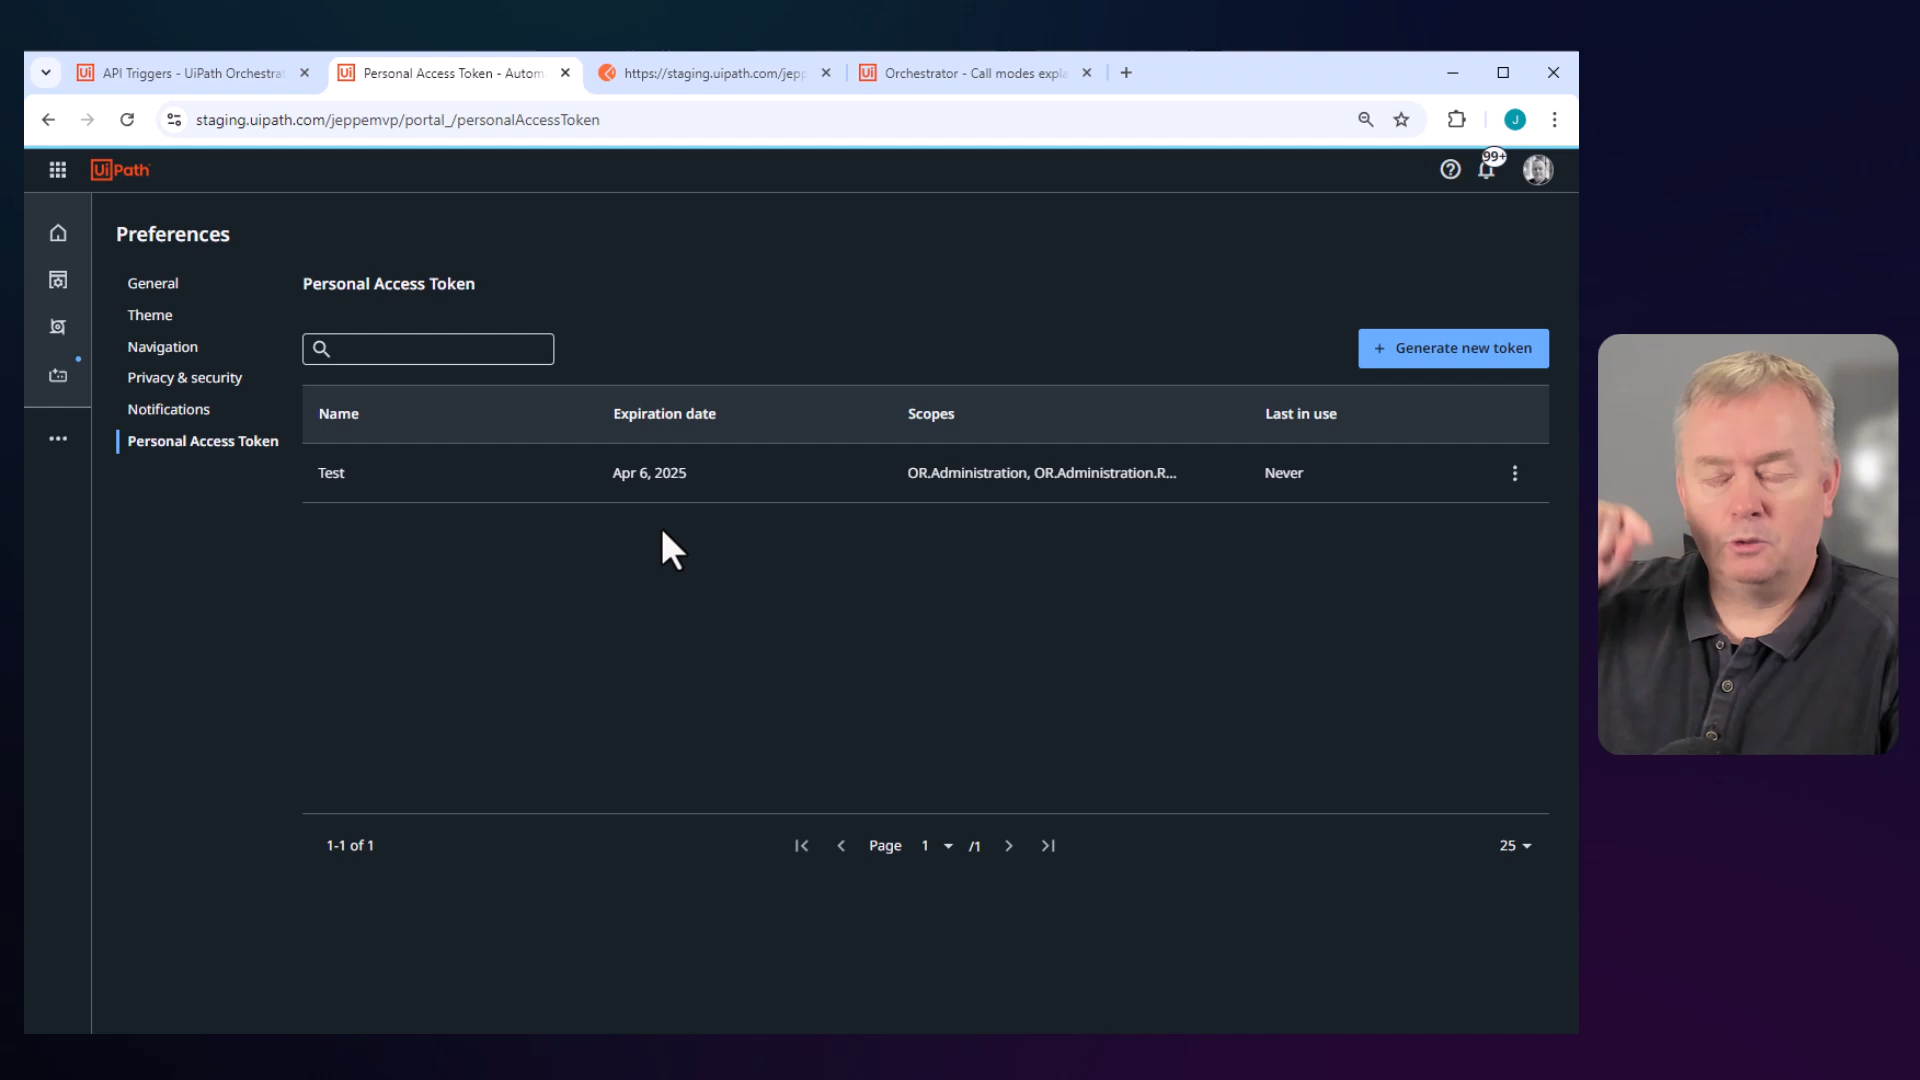 API Triggers - UiPath Orchestrat
Personal Access Token - Autom
https://staging.uipath.com/jepp
Orchestrator - Call modes expla
staging.uipath.com/jeppemvp/portal_/personalAccessToken
J
UiPath
99+
Preferences
General
Theme
Navigation
Privacy & security
Notifications
Personal Access Token
Personal Access Token
+ Generate new token
Name Expiration date Scopes Last in use
Test Apr 6, 2025 OR.Administration, OR.Administration.R... Never
1-1 of 1
Page 1 /1
25